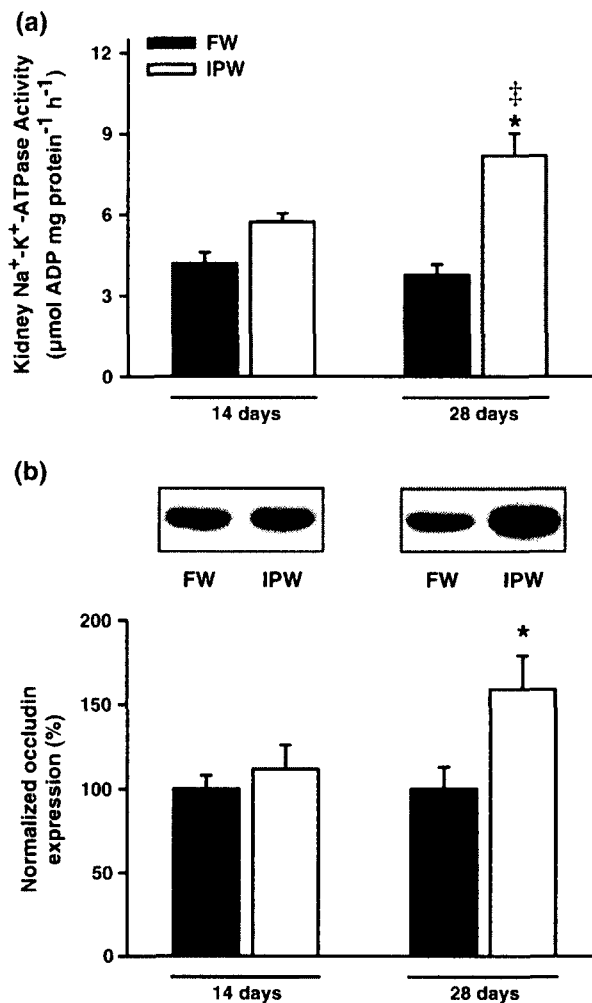 (a)
FW
IPW
Kidney Na⁺-K⁺-ATPase Activity
(µmol ADP mg protein⁻¹ h⁻¹)
12
9
6
3
0
‡
*
14 days
28 days
(b)
FW
IPW
FW
IPW
Normalized occludin
expression (%)
200
150
100
50
0
*
14 days
28 days